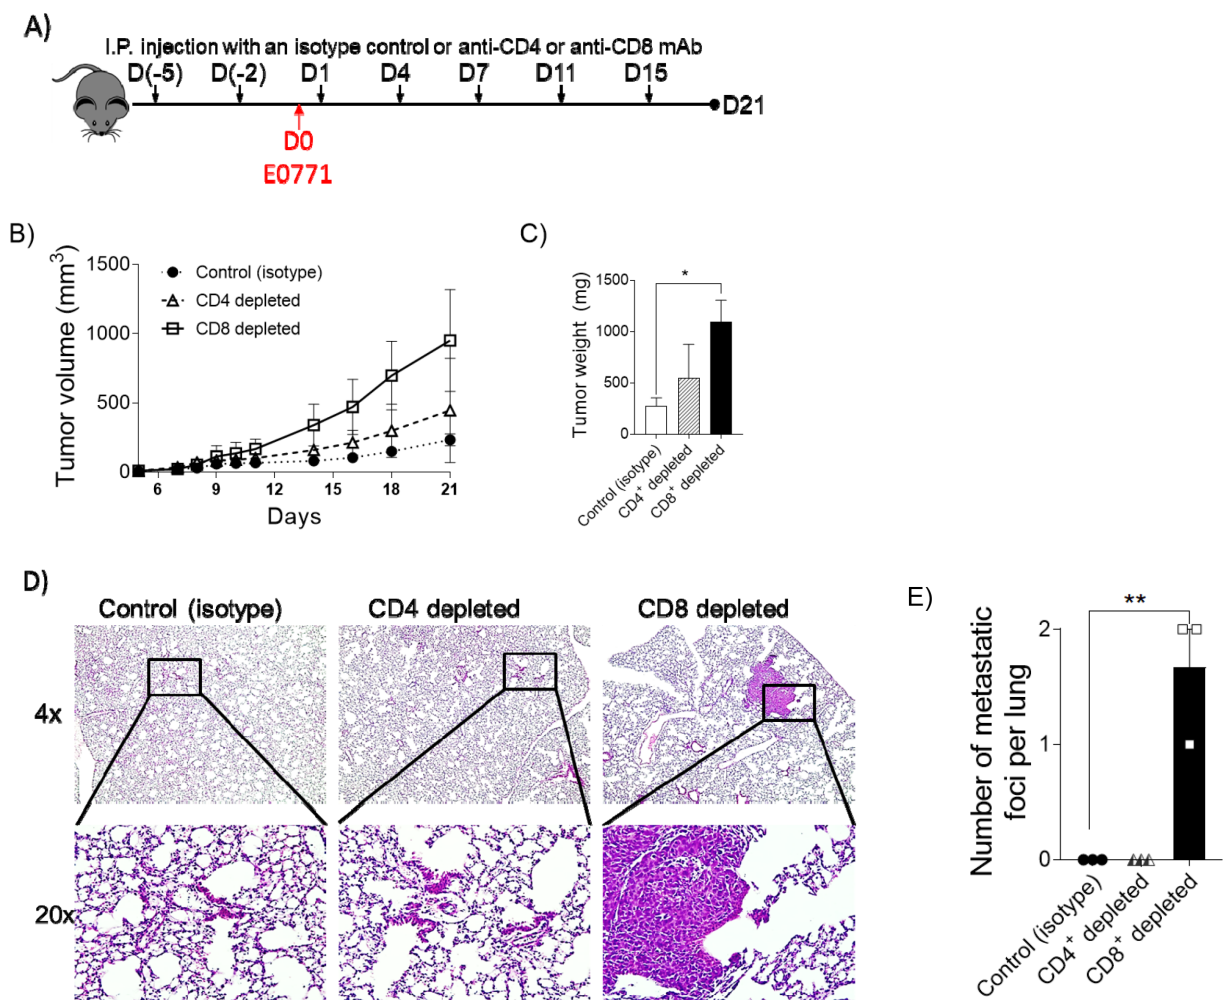 A)
I.P. injection with an isotype control or anti-CD4 or anti-CD8 mAb
D(-5) D(-2) D1 D4 D7 D11 D15
D21
D0
E0771
B)
Tumor volume (mm3)
1500
1000
500
0
Control (isotype)
CD4 depleted
CD8 depleted
6 9 12 15 18 21
Days
C)
Tumor weight (mg)
1500
1000
500
0
*
Control (isotype)
CD4+ depleted
CD8+ depleted
D)
Control (isotype) CD4 depleted CD8 depleted
4x
20x
E)
Number of metastatic
foci per lung
2
1
0
**
Control (isotype)
CD4+ depleted
CD8+ depleted